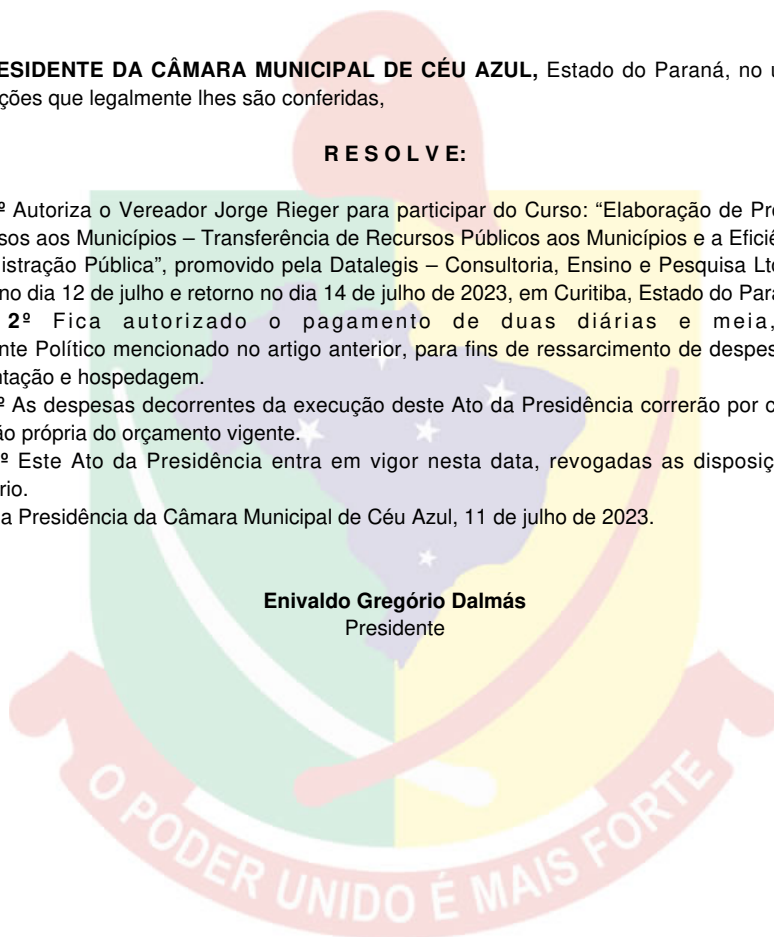 ESIDENTE DA CÂMARA MUNICIPAL DE CÉU AZUL, Estado do Paraná, no u
ções que legalmente lhes são conferidas,
R E S O L V E:
º Autoriza o Vereador Jorge Rieger para participar do Curso: “Elaboração de Pr
sos aos Municípios – Transferência de Recursos Públicos aos Municípios e a Efici
istração Pública”, promovido pela Datalegis – Consultoria, Ensino e Pesquisa Lt
no dia 12 de julho e retorno no dia 14 de julho de 2023, em Curitiba, Estado do Par
2º Fica autorizado o pagamento de duas diárias e meia,
nte Político mencionado no artigo anterior, para fins de ressarcimento de despes
ntação e hospedagem.
º As despesas decorrentes da execução deste Ato da Presidência correrão por c
ão própria do orçamento vigente.
º Este Ato da Presidência entra em vigor nesta data, revogadas as disposiç
rio.
a Presidência da Câmara Municipal de Céu Azul, 11 de julho de 2023.
Enivaldo Gregório Dalmás
Presidente
O PODER UNIDO É MAIS FORTE